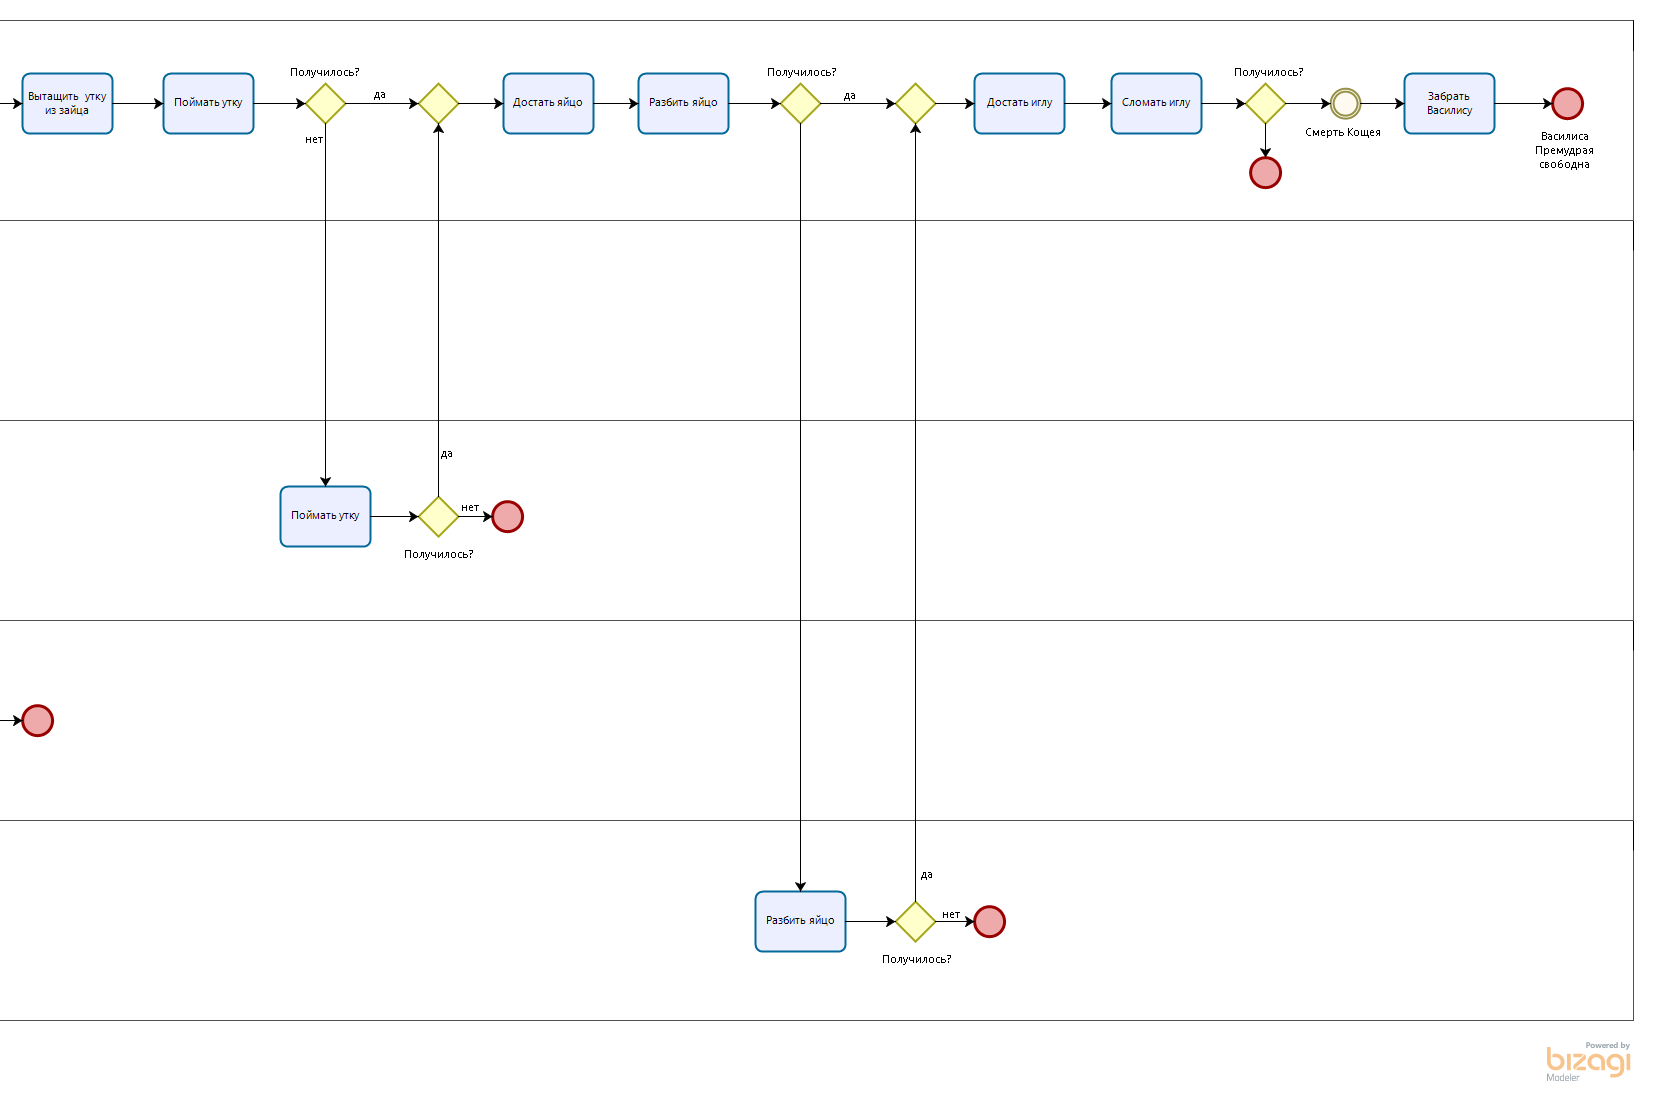 Получилось?
Получилось?
Получилось?
Вытащить утку
из зайца
Поймать утку
да
Достать яйцо
Разбить яйцо
да
Достать иглу
Сломать иглу
Забрать
Василису
нет
Смерть Кощея
Василиса
Премудрая
свободна
да
Поймать утку
нет
Получилось?
да
Разбить яйцо
нет
Получилось?
Powered by
bizagi
Modeler